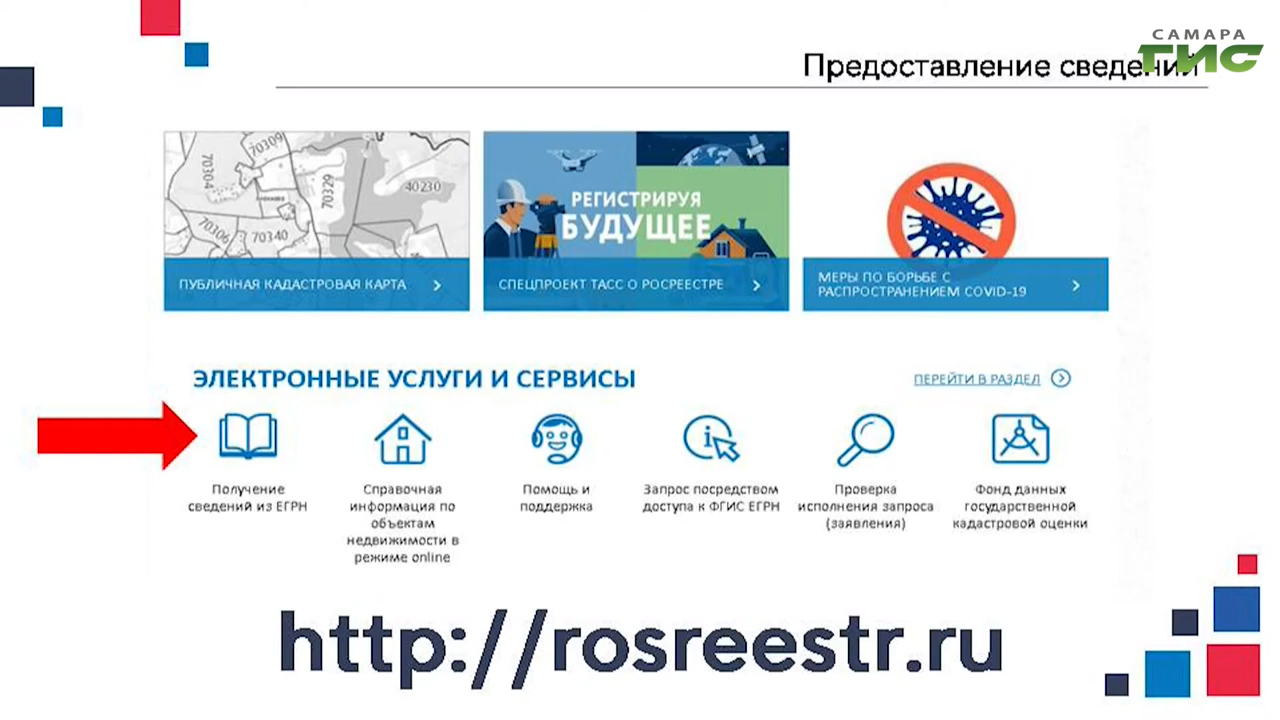 САМАРА
ГИС
Предоставление сведений
70309
70304
70329
40230
70306
70340
РЕГИСТРИРУЯ
БУДУЩЕЕ
ПУБЛИЧНАЯ КАДАСТРОВАЯ КАРТА
СПЕЦПРОЕКТ ТАСС О РОСРЕЕСТРЕ
МЕРЫ ПО БОРЬБЕ С
РАСПРОСТРАНЕНИЕМ COVID-19
ЭЛЕКТРОННЫЕ УСЛУГИ И СЕРВИСЫ
ПЕРЕЙТИ В РАЗДЕЛ
Получение
сведений из ЕГРН
Справочная
информация по
объектам
недвижимости в
режиме online
Помощь и
поддержка
Запрос посредством
доступа к ФГИС ЕГРН
Проверка
исполнения запроса
(заявления)
Фонд данных
государственной
кадастровой оценки
http://rosreestr.ru